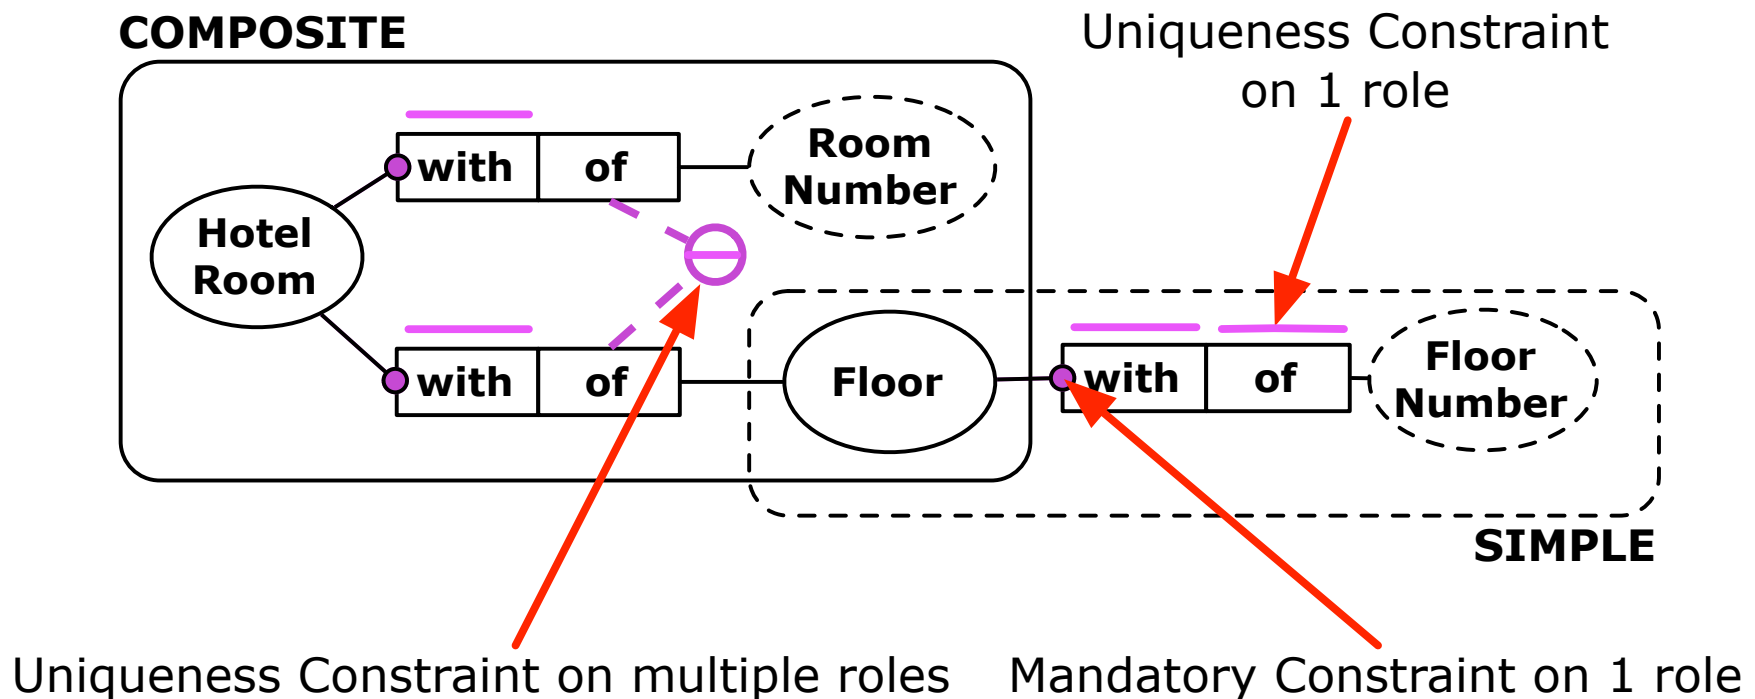 COMPOSITE
Uniqueness Constraint
on 1 role
with
of
Room
Number
Hotel
Room
with
of
Floor
with
of
Floor
Number
SIMPLE
Uniqueness Constraint on multiple roles
Mandatory Constraint on 1 role